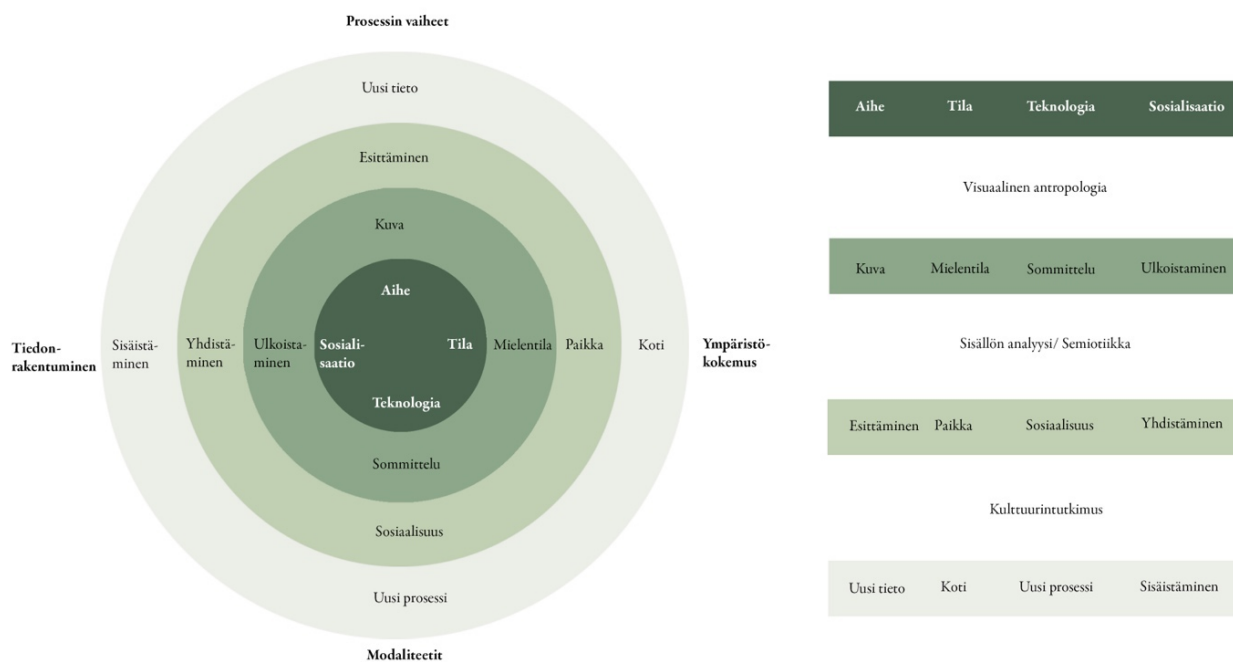 Prosessin vaiheet
Uusi tieto
Esittäminen
Kuva
Aihe
Tiedon-
rakentuminen
Sisäistä-
minen
Yhdistä-
minen
Ulkoista-
minen
Sosiali-
saatio
Tila
Mielentila
Paikka
Koti
Ympäristö-
kokemus
Teknologia
Sommittelu
Sosiaalisuus
Uusi prosessi
Modaliteetit
Aihe Tila Teknologia Sosialisaatio
Visuaalinen antropologia
Kuva Mielentila Sommittelu Ulkoistaminen
Sisällön analyysi/ Semiotiikka
Esittäminen Paikka Sosiaalisuus Yhdistäminen
Kulttuurintutkimus
Uusi tieto Koti Uusi prosessi Sisäistäminen